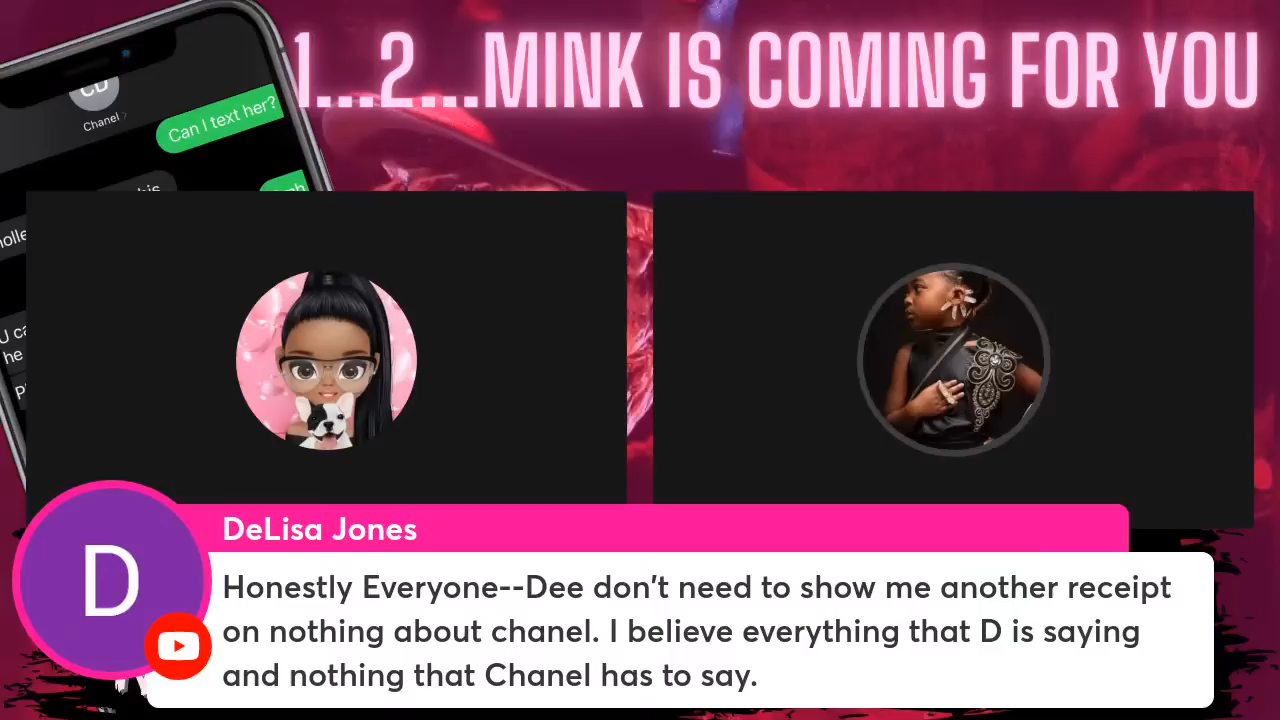 1...2...MINK IS COMING FOR YOU
CD
Chanel
Can I text her?
DeLisa Jones
D
Honestly Everyone--Dee don't need to show me another receipt
on nothing about chanel. I believe everything that D is saying
and nothing that Chanel has to say.